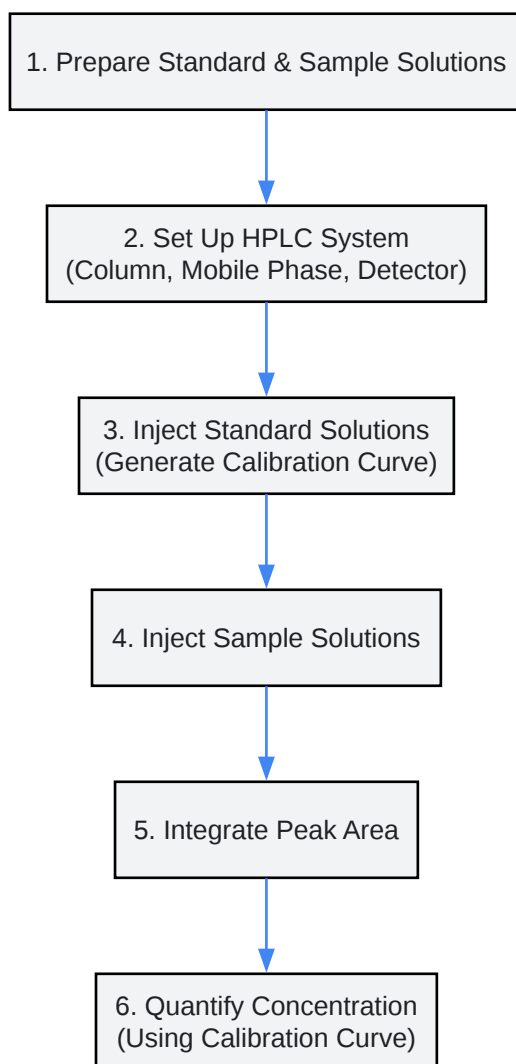 1. Prepare Standard & Sample Solutions
2. Set Up HPLC System
(Column, Mobile Phase, Detector)
3. Inject Standard Solutions
(Generate Calibration Curve)
4. Inject Sample Solutions
5. Integrate Peak Area
6. Quantify Concentration
(Using Calibration Curve)